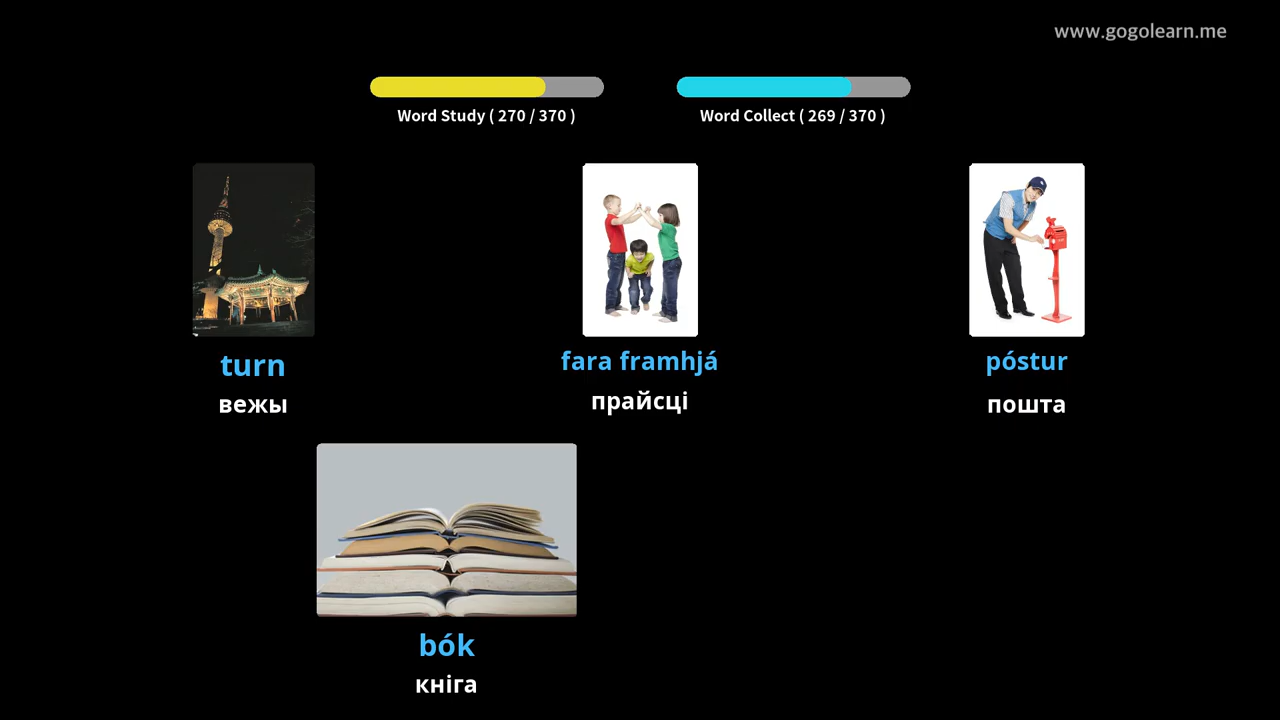 www.gogolearn.me
Word Study ( 270 / 370 )
Word Collect ( 269 / 370 )
turn
вежы
fara framhjá
прайсці
póstur
пошта
bók
кніга